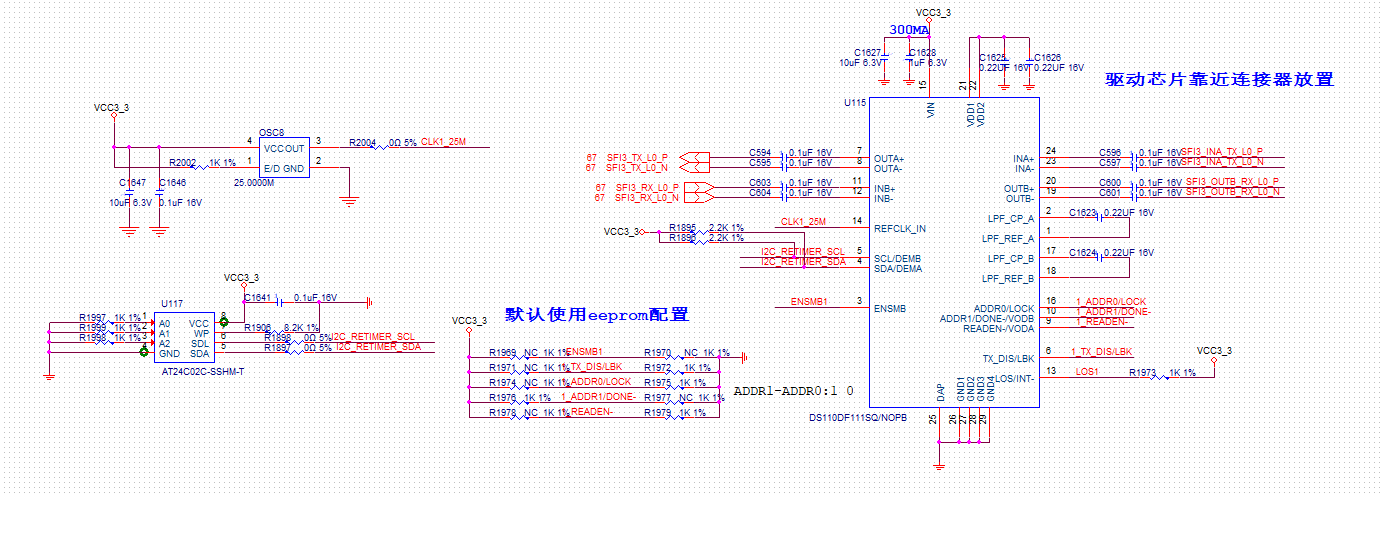 VCC3_3
300MA
C1627
10uF 6.3V
C1628
1uF 6.3V
C1625
0.22UF 16V
C1626
0.22UF 16V
驱动芯片靠近连接器放置
15
21
22
U115
VIN
VDD1
VDD2
VCC3_3
OSC8
4 VCC OUT 3
R2004 0Ω 5% CLK1_25M
R2002 1K 1%
1 E/D GND 2
25.0000M
C1647
10uF 6.3V
C1646
0.1uF 16V
67 SFI3_TX_L0_P C594 0.1uF 16V 7 OUTA+
67 SFI3_TX_L0_N C595 0.1uF 16V 8 OUTA-
67 SFI3_RX_L0_P C603 0.1uF 16V 11 INB+
67 SFI3_RX_L0_N C604 0.1uF 16V 12 INB-
CLK1_25M 14 REFCLK_IN
VCC3_3
R1895 2.2K 1%
R1896 2.2K 1%
I2C_RETIMER_SCL 5 SCL/DEMB
I2C_RETIMER_SDA 4 SDA/DEMA
ENSMB1 3 ENSMB
INA+ 24 C596 0.1uF 16V SFI3_INA_TX_L0_P
INA- 23 C597 0.1uF 16V SFI3_INA_TX_L0_N
OUTB+ 20 C600 0.1uF 16V SFI3_OUTB_RX_L0_P
OUTB- 19 C601 0.1uF 16V SFI3_OUTB_RX_L0_N
LPF_CP_A 2 C1623 0.22UF 16V
LPF_REF_A 1
LPF_CP_B 17 C1624 0.22UF 16V
LPF_REF_B 18
ADDR0/LOCK 16 1_ADDR0/LOCK
ADDR1/DONE-/VODB 10 1_ADDR1/DONE-
READEN-/VODA 9 1_READEN-
TX_DIS/LBK 6 1_TX_DIS/LBK
LOS/INT- 13 LOS1 R1973 1K 1%
VCC3_3
DAP
GND1
GND2
GND3
GND4
25
26
27
28
29
DS110DF111SQ/NOPB
VCC3_3
C1641 0.1uF 16V
U117
R1997 1K 1% 1 A0 VCC 8
R1999 1K 1% 2 A1 WP R1906 8.2K 1%
R1998 1K 1% 3 A2 SDL 6 R1898 0Ω 5% I2C_RETIMER_SCL
4 GND SDA 5 R1897 0Ω 5% I2C_RETIMER_SDA
AT24C02C-SSHM-T
默认使用eeprom配置
VCC3_3
R1969 NC 1K 1% ENSMB1 R1970 NC 1K 1%
R1971 NC 1K 1% 1_TX_DIS/LBK R1972 1K 1%
R1974 NC 1K 1% 1_ADDR0/LOCK R1975 1K 1%
R1976 1K 1% 1_ADDR1/DONE- R1977 NC 1K 1%
R1978 NC 1K 1% 1_READEN- R1979 1K 1%
ADDR1-ADDR0:1 0